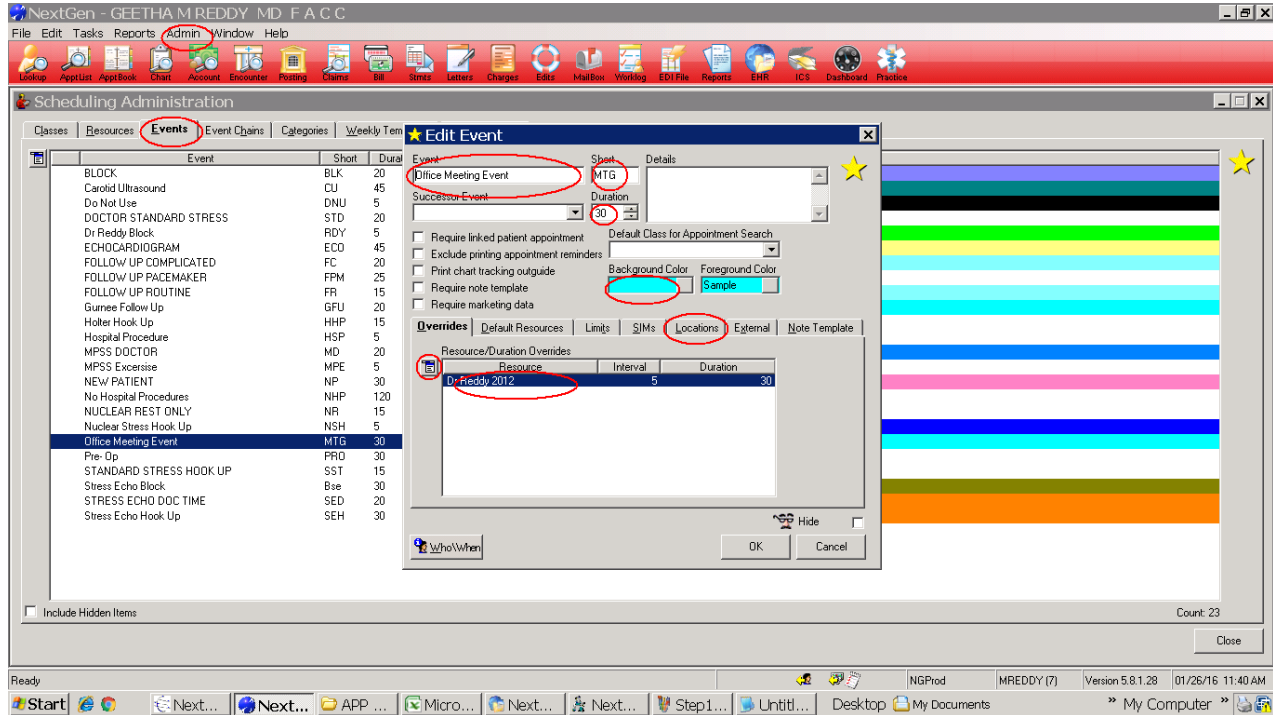 NextGen - GEETHA M REDDY MD F A C C
File Edit Tasks Reports Admin Window Help
Lookup ApptList ApptBook Chart Account Encounter Posting Claims Bill Stmts Letters Charges Edits MailBox Worklog EDI File Reports EHR ICS Dashboard Practice
Scheduling Administration
Classes Resources Events Event Chains Categories Weekly Tem
Event Short Durat
BLOCK BLK 20
Carotid Ultrasound CU 45
Do Not Use DNU 5
DOCTOR STANDARD STRESS STD 20
Dr Reddy Block RDY 5
ECHOCARDIOGRAM ECO 45
FOLLOW UP COMPLICATED FC 20
FOLLOW UP PACEMAKER FPM 25
FOLLOW UP ROUTINE FR 15
Gurnee Follow Up GFU 20
Holter Hook Up HHP 15
Hospital Procedure HSP 5
MPSS DOCTOR MD 20
MPSS Excersise MPE 5
NEW PATIENT NP 30
No Hospital Procedures NHP 120
NUCLEAR REST ONLY NR 15
Nuclear Stress Hook Up NSH 5
Office Meeting Event MTG 30
Pre- Op PRO 30
STANDARD STRESS HOOK UP SST 15
Stress Echo Block Bse 30
STRESS ECHO DOC TIME SED 20
Stress Echo Hook Up SEH 30
Edit Event
Event Short Details
Office Meeting Event MTG
Successor Event Duration
30
Require linked patient appointment Default Class for Appointment Search
Exclude printing appointment reminders
Print chart tracking outguide Background Color Foreground Color
Require note template Sample
Require marketing data
Overrides Default Resources Limits SIMs Locations External Note Template
Resource/Duration Overrides
Resource Interval Duration
Dr Reddy 2012 5 30
Hide
Who\When OK Cancel
Include Hidden Items Count: 23
Close
Ready NGProd MREDDY (7) Version 5.8.1.28 01/26/16 11:40 AM
Start Next... Next... APP ... Micro... Next... Next... Step1... Untitl... Desktop My Documents » My Computer »